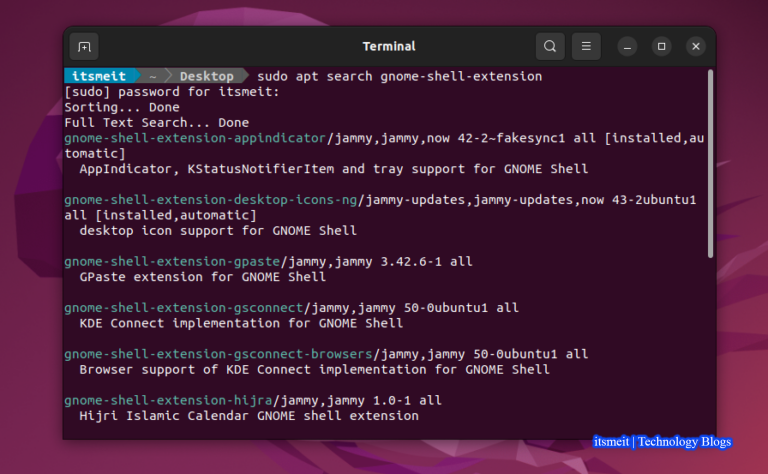 Terminal
itsmeit ~ Desktop sudo apt search gnome-shell-extension
[sudo] password for itsmeit:
Sorting... Done
Full Text Search... Done
gnome-shell-extension-appindicator/jammy,jammy,now 42-2~fakesync1 all [installed,au
tomatic]
AppIndicator, KStatusNotifierItem and tray support for GNOME Shell
gnome-shell-extension-desktop-icons-ng/jammy-updates,jammy-updates,now 43-2ubuntu1
all [installed,automatic]
desktop icon support for GNOME Shell
gnome-shell-extension-gpaste/jammy,jammy 3.42.6-1 all
GPaste extension for GNOME Shell
gnome-shell-extension-gsconnect/jammy,jammy 50-0ubuntu1 all
KDE Connect implementation for GNOME Shell
gnome-shell-extension-gsconnect-browsers/jammy,jammy 50-0ubuntu1 all
Browser support of KDE Connect implementation for GNOME Shell
gnome-shell-extension-hijra/jammy,jammy 1.0-1 all
Hijri Islamic Calendar GNOME shell extension
itsmeit | Technology Blogs